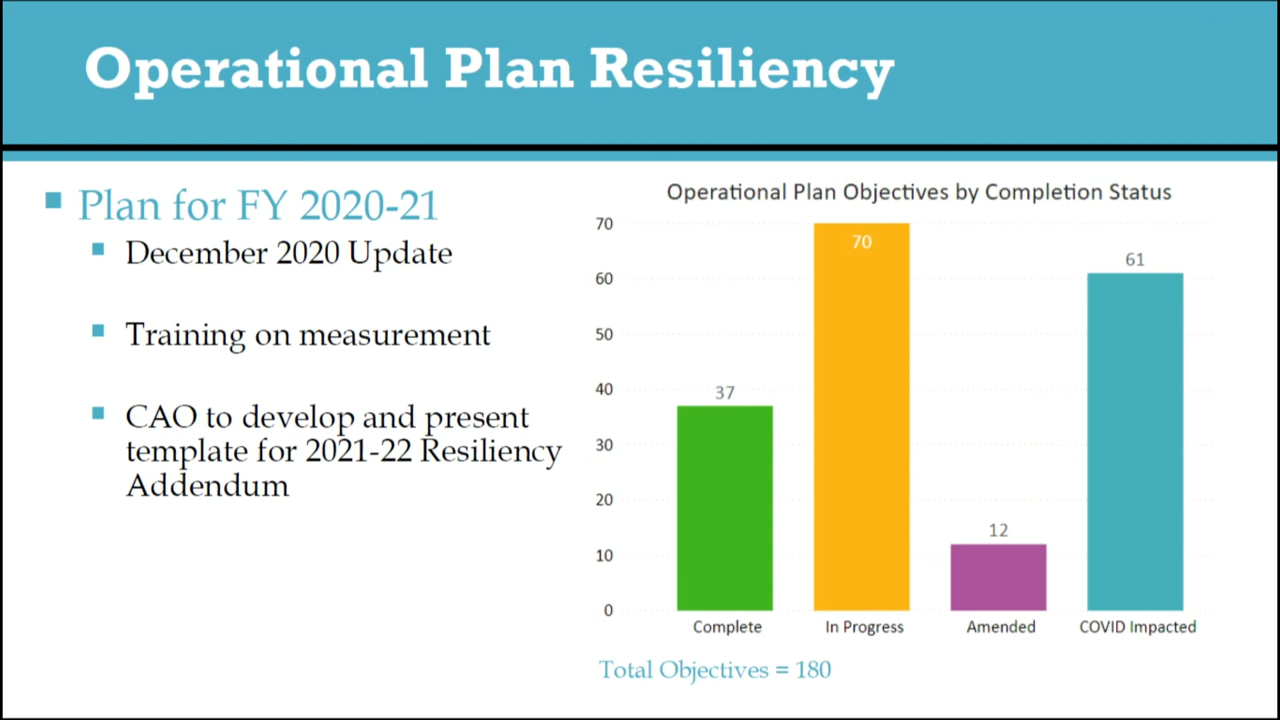 Operational Plan Resiliency
Plan for FY 2020-21
December 2020 Update
Training on measurement
CAO to develop and present
template for 2021-22 Resiliency
Addendum
Operational Plan Objectives by Completion Status
70
60
50
40
30
20
10
0
37
70
12
61
Complete
In Progress
Amended
COVID Impacted
Total Objectives = 180